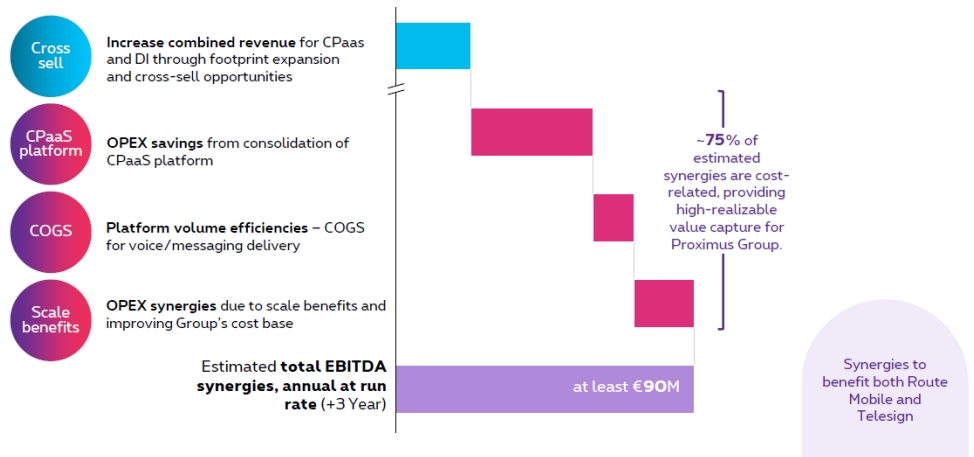 Cross
sell
Increase combined revenue for CPaas
and DI through footprint expansion
and cross-sell opportunities
CPaaS
platform
OPEX savings from consolidation of
CPaaS platform
COGS
Platform volume efficiencies – COGS
for voice/messaging delivery
Scale
benefits
OPEX synergies due to scale benefits and
improving Group's cost base
~75% of
estimated
synergies are cost-
related, providing
high-realizable
value capture for
Proximus Group.
Estimated total EBITDA
synergies, annual at run
rate (+3 Year)
at least €90M
Synergies to
benefit both Route
Mobile and
Telesign